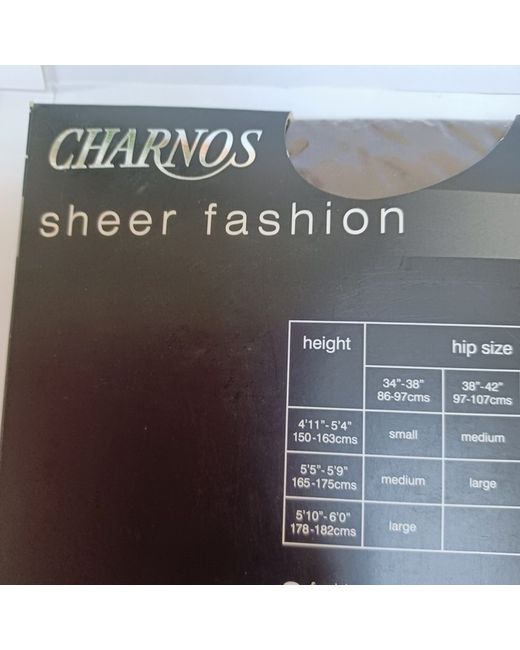 CHARNOS
sheer fashion
height hip size
34"-38" 38"-42"
86-97cms 97-107cms
4'11"-5'4"
150-163cms small medium
5'5"-5'9"
165-175cms medium large
5'10"-6'0"
178-182cms large